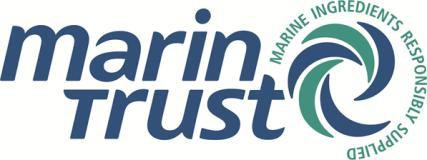 marin
Trust
MARINE INGREDIENTS RESPONSIBLY SUPPLIED